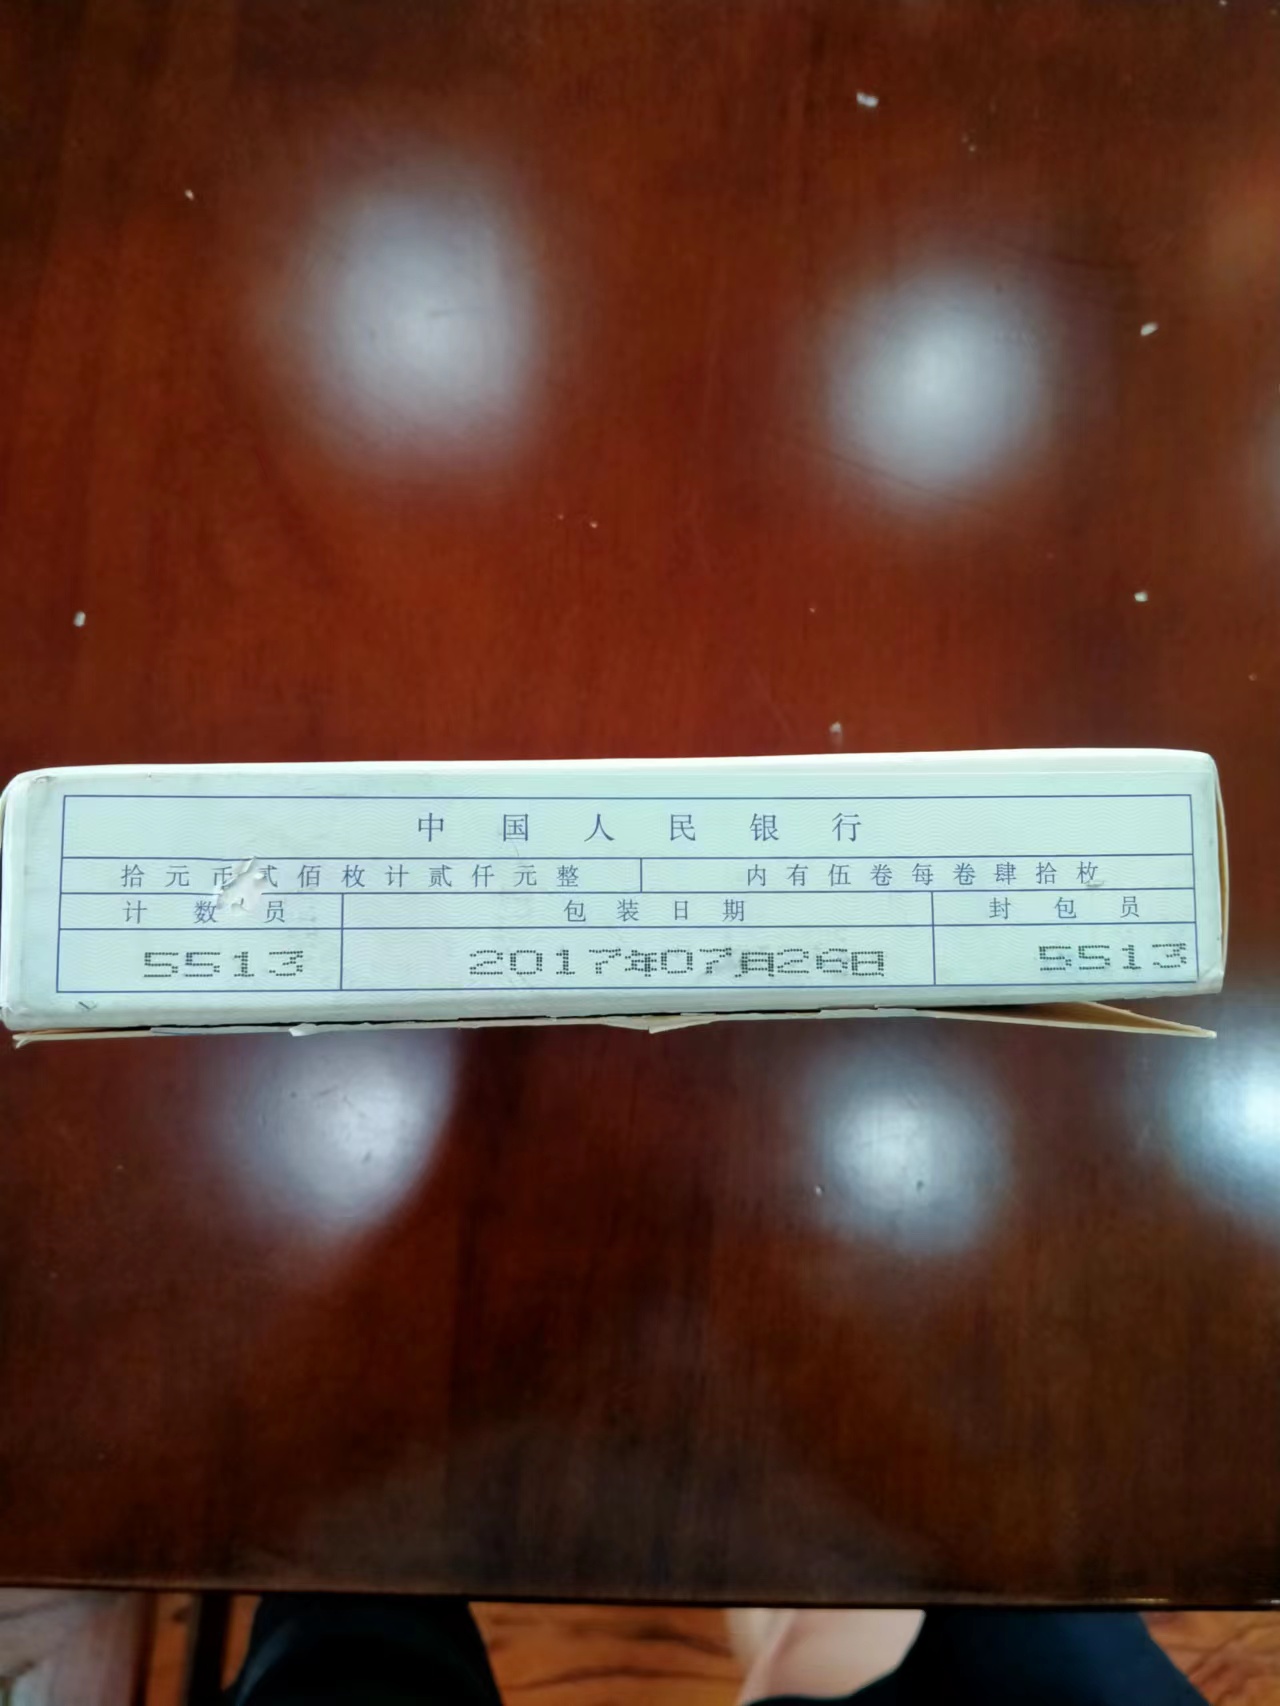 中国人民银行
拾元币贰佰枚计贰仟元整 内有伍卷每卷肆拾枚
计数员 包装日期 封包员
5513 2017年07月26日 5513